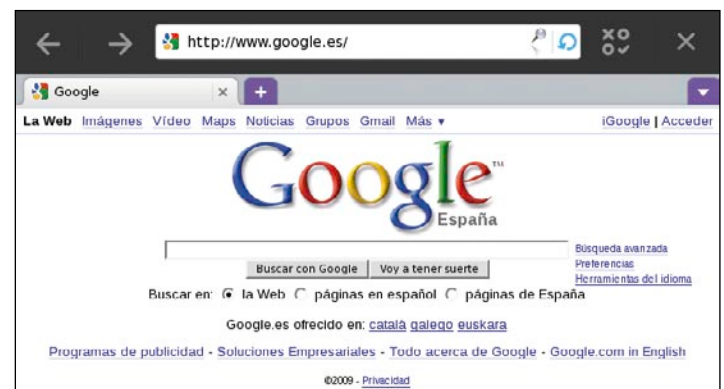 http://www.google.es/
Google
La Web Imágenes Vídeo Maps Noticias Grupos Gmail Más ▾ iGoogle | Acceder
Google™
España
Búsqueda avanzada
Buscar con Google Voy a tener suerte Preferencias
Herramientas del idioma
Buscar en: la Web páginas en español páginas de España
Google.es ofrecido en: català galego euskara
Programas de publicidad - Soluciones Empresariales - Todo acerca de Google - Google.com in English
©2009 - Privacidad